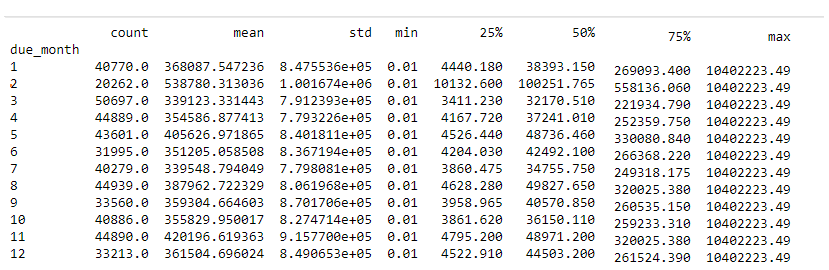 count mean std min 25% 50% 75% max
due_month
1 40770.0 368087.547236 8.475536e+05 0.01 4440.180 38393.150 269093.400 10402223.49
2 20262.0 538780.313036 1.001674e+06 0.01 10132.600 100251.765 558136.060 10402223.49
3 50697.0 339123.331443 7.912393e+05 0.01 3411.230 32170.510 221934.790 10402223.49
4 44889.0 354586.877413 7.793226e+05 0.01 4167.720 37241.010 252359.750 10402223.49
5 43601.0 405626.971865 8.401811e+05 0.01 4526.440 48736.460 330080.840 10402223.49
6 31995.0 351205.058508 8.367194e+05 0.01 4204.030 42492.100 266368.220 10402223.49
7 40279.0 339548.794049 7.798081e+05 0.01 3860.475 34755.750 249318.175 10402223.49
8 44939.0 387962.722329 8.061968e+05 0.01 4628.280 49827.650 320025.380 10402223.49
9 33560.0 359304.664603 8.701706e+05 0.01 3958.965 40570.850 260535.150 10402223.49
10 40886.0 355829.950017 8.274714e+05 0.01 3861.620 36150.110 259233.310 10402223.49
11 44890.0 420196.619363 9.157700e+05 0.01 4795.200 48971.200 320025.380 10402223.49
12 33213.0 361504.696024 8.490653e+05 0.01 4522.910 44503.200 261524.390 10402223.49